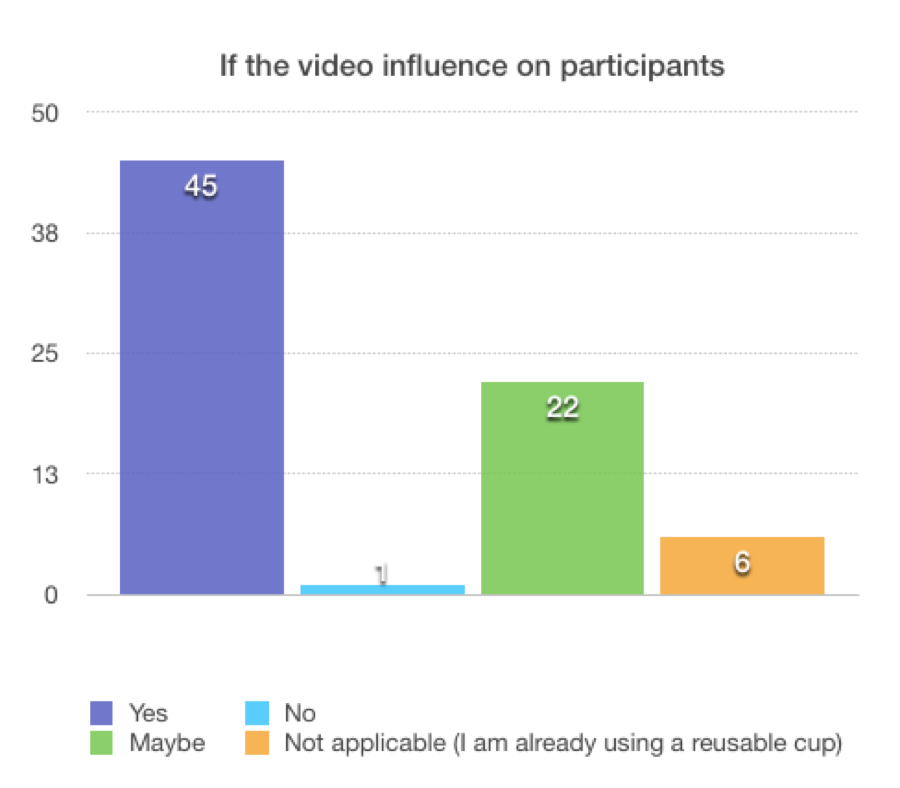 If the video influence on participants
50
45
38
25
22
13
6
1
0
Yes
No
Maybe
Not applicable (I am already using a reusable cup)